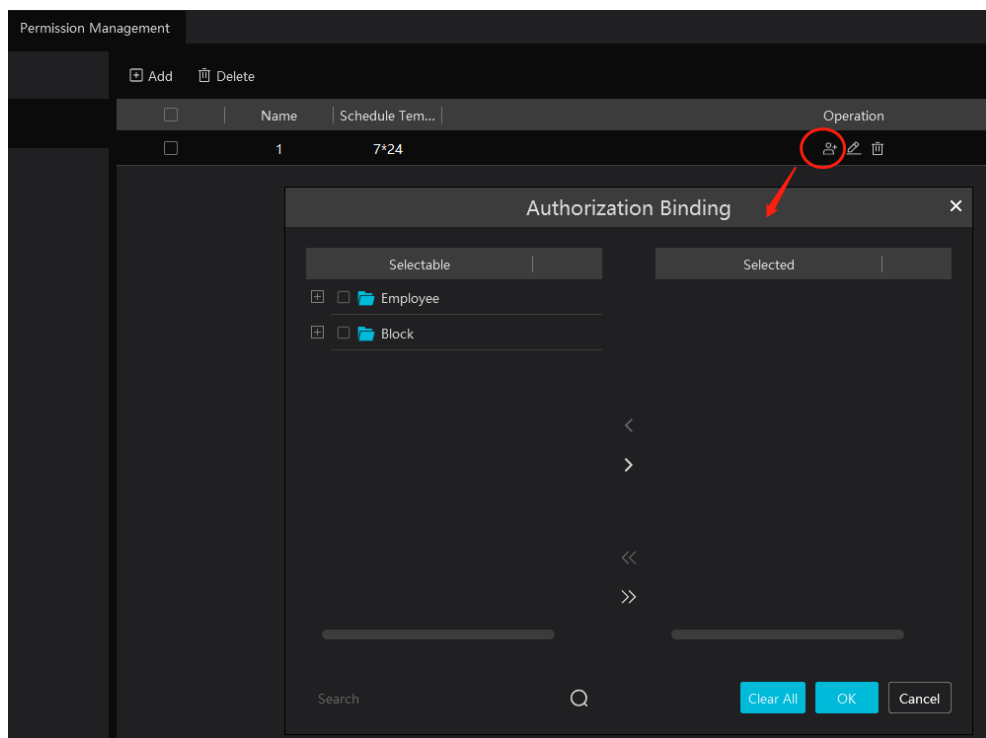 Permission Management
Add Delete
Name Schedule Tem... Operation
1 7*24
Authorization Binding
Selectable Selected
Employee
Block
Search Clear All OK Cancel